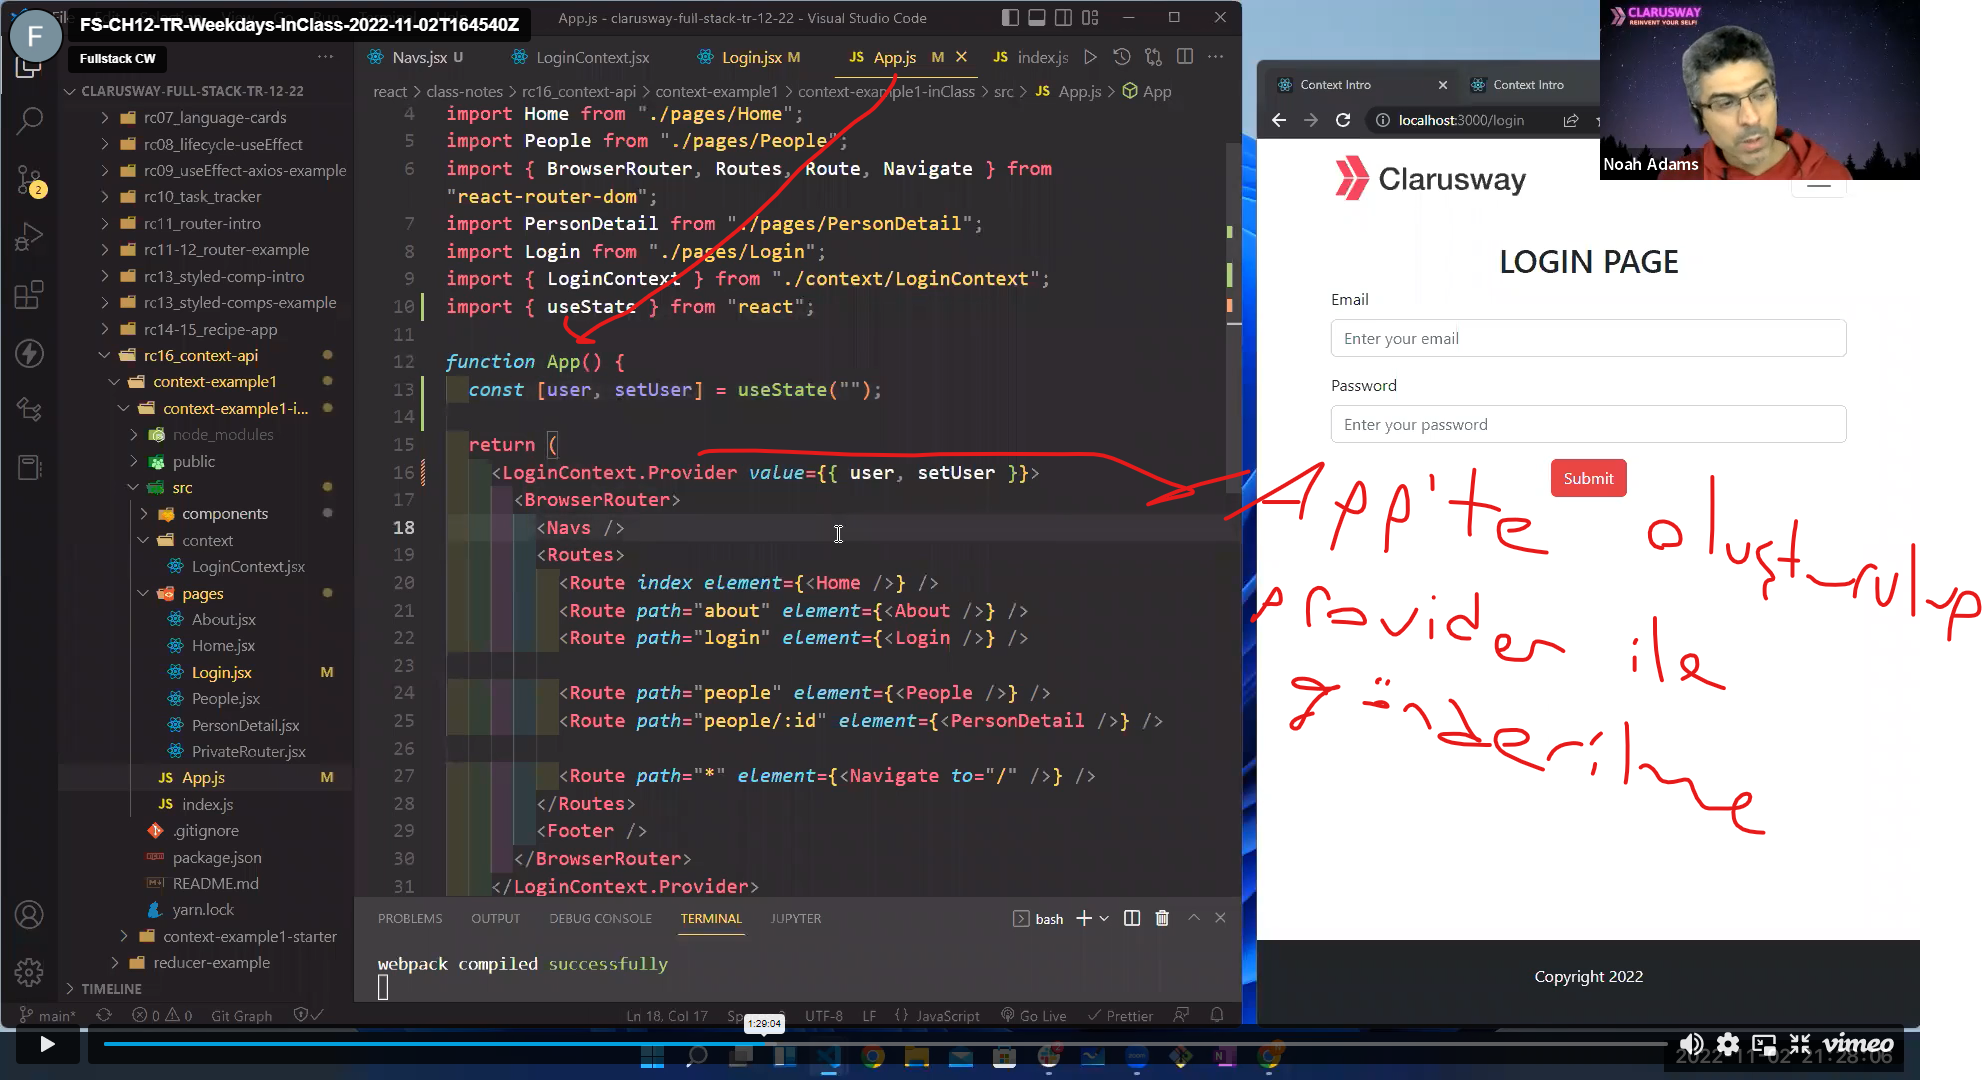 FS-CH12-TR-Weekdays-InClass-2022-11-02T164540Z
Fullstack CW
App.js - clarusway-full-stack-tr-12-22 - Visual Studio Code
F
CLARUSWAY-FULL-STACK-TR-12-22
rc07_language-cards
rc08_lifecycle-useEffect
rc09_useEffect-axios-example
rc10_task_tracker
rc11_router-intro
rc11-12_router-example
rc13_styled-comp-intro
rc13_styled-comps-example
rc14-15_recipe-app
rc16_context-api
context-example1
context-example1-i...
node_modules
public
src
components
context
LoginContext.jsx
pages
About.jsx
Home.jsx
Login.jsx M
People.jsx
PersonDetail.jsx
PrivateRouter.jsx
JS App.js M
JS index.js
.gitignore
package.json
README.md
yarn.lock
context-example1-starter
reducer-example
TIMELINE
2
Navs.jsx U
LoginContext.jsx
Login.jsx M
JS App.js M
JS index.js
react > class-notes > rc16_context-api > context-example1 > context-example1-inClass > src > JS App.js > App
4 import Home from "./pages/Home";
5 import People from "./pages/People";
6 import { BrowserRouter, Routes, Route, Navigate } from
"react-router-dom";
7 import PersonDetail from "./pages/PersonDetail";
8 import Login from "./pages/Login";
9 import { LoginContext } from "./context/LoginContext";
10 import { useState } from "react";
11
12 function App() {
13 const [user, setUser] = useState("");
14
15 return (
16 <LoginContext.Provider value={{ user, setUser }}>
17 <BrowserRouter>
18 <Navs />
19 <Routes>
20 <Route index element={<Home />} />
21 <Route path="about" element={<About />} />
22 <Route path="login" element={<Login />} />
23
24 <Route path="people" element={<People />} />
25 <Route path="people/:id" element={<PersonDetail />} />
26
27 <Route path="*" element={<Navigate to="/" />} />
28 </Routes>
29 <Footer />
30 </BrowserRouter>
31 </LoginContext.Provider>
PROBLEMS OUTPUT DEBUG CONSOLE TERMINAL JUPYTER
bash
webpack compiled successfully
main* 0 0 Git Graph
Ln 18, Col 17
UTF-8 LF {} JavaScript Go Live Prettier
1:29:04
Context Intro
Context Intro
localhost:3000/login
CLARUSWAY
REINVENT YOUR SELF!
Noah Adams
Clarusway
LOGIN PAGE
Email
Enter your email
Password
Enter your password
Submit
App'te oluşturulup
provider ile
gönderilme
Copyright 2022
vimeo
2022-11-02 21:28:06